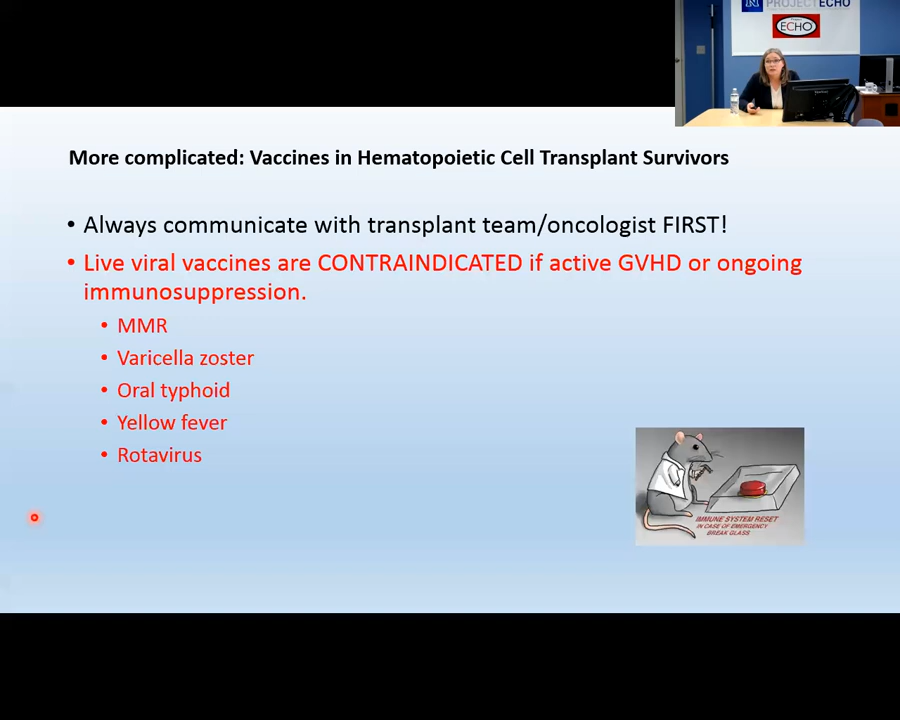 N PROJECT ECHO
ECHO
More complicated: Vaccines in Hematopoietic Cell Transplant Survivors
• Always communicate with transplant team/oncologist FIRST!
• Live viral vaccines are CONTRAINDICATED if active GVHD or ongoing
immunosuppression.
• MMR
• Varicella zoster
• Oral typhoid
• Yellow fever
• Rotavirus
IMMUNE SYSTEM RESET
IN CASE OF EMERGENCY
BREAK GLASS